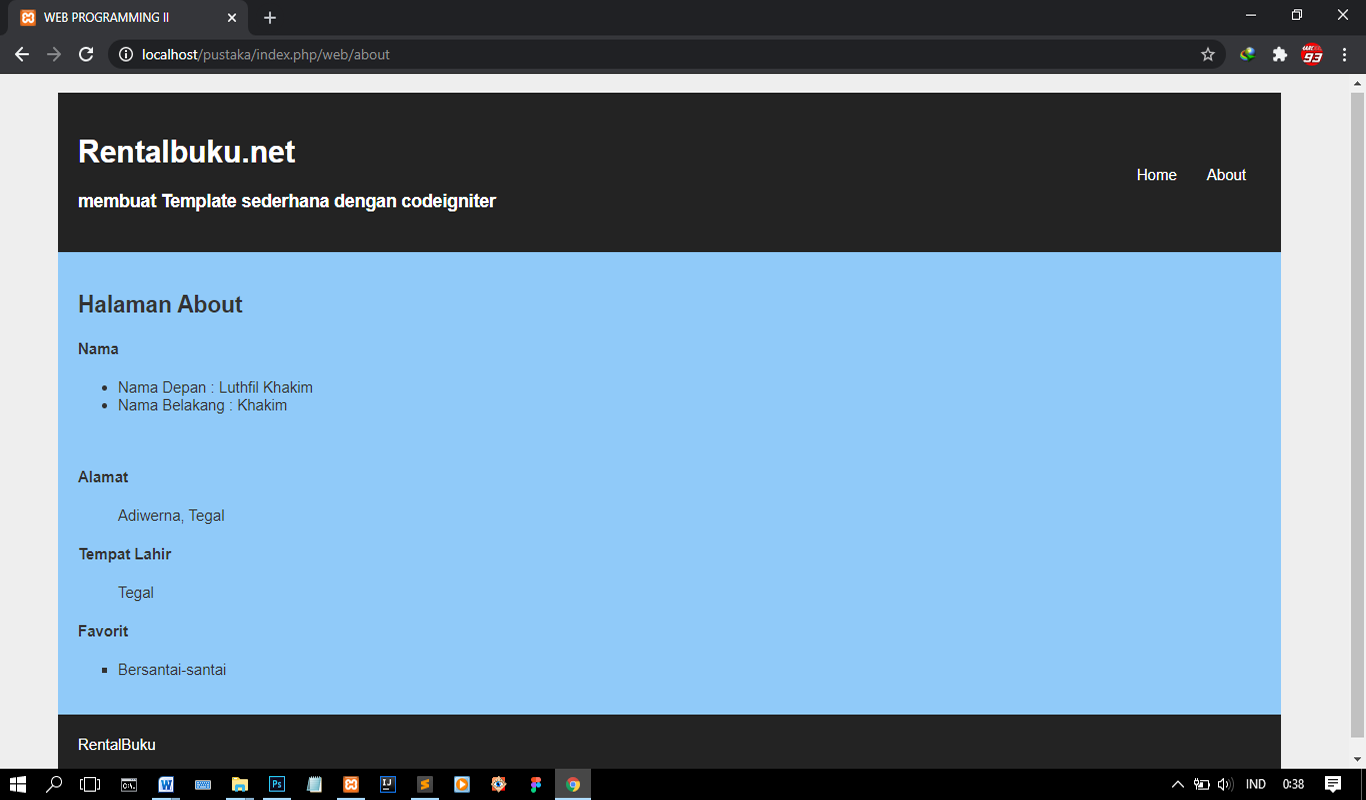 WEB PROGRAMMING II
localhost/pustaka/index.php/web/about
Rentalbuku.net
membuat Template sederhana dengan codeigniter
Home
About
Halaman About
Nama
Nama Depan : Luthfil Khakim
Nama Belakang : Khakim
Alamat
Adiwerna, Tegal
Tempat Lahir
Tegal
Favorit
Bersantai-santai
RentalBuku
IND
0:38